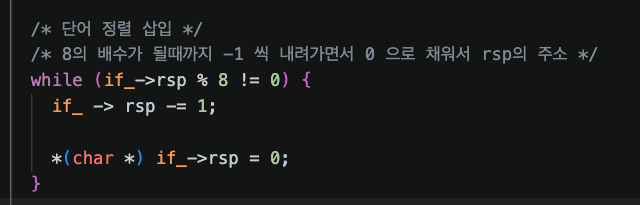 /* 단어 정렬 삽입 */
/* 8의 배수가 될때까지 -1 씩 내려가면서 0 으로 채워서 rsp의 주소 */
while (if_->rsp % 8 != 0) {
if_ -> rsp -= 1;
*(char *) if_->rsp = 0;
}